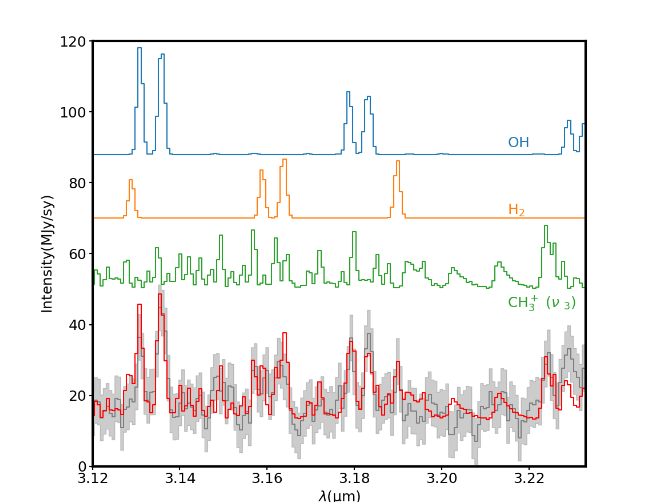 120
100
80
60
40
20
0
Intensity(MJy/sy)
OH
H₂
CH₃⁺ (ν ₃)
3.12 3.14 3.16 3.18 3.20 3.22
λ(μm)